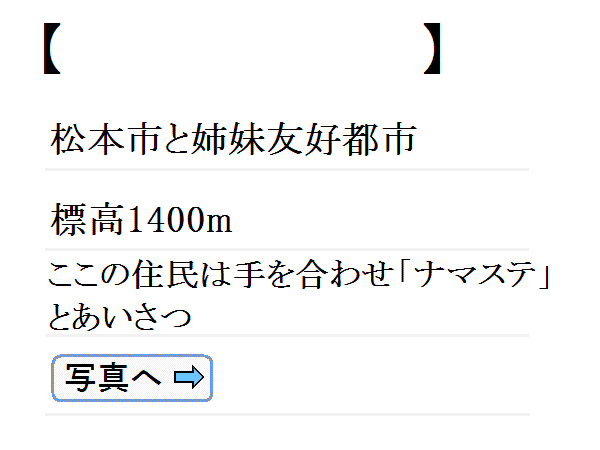 【　　　　　　　　　】
松本市と姉妹友好都市
標高1400m
ここの住民は手を合わせ「ナマステ」
とあいさつ
写真へ